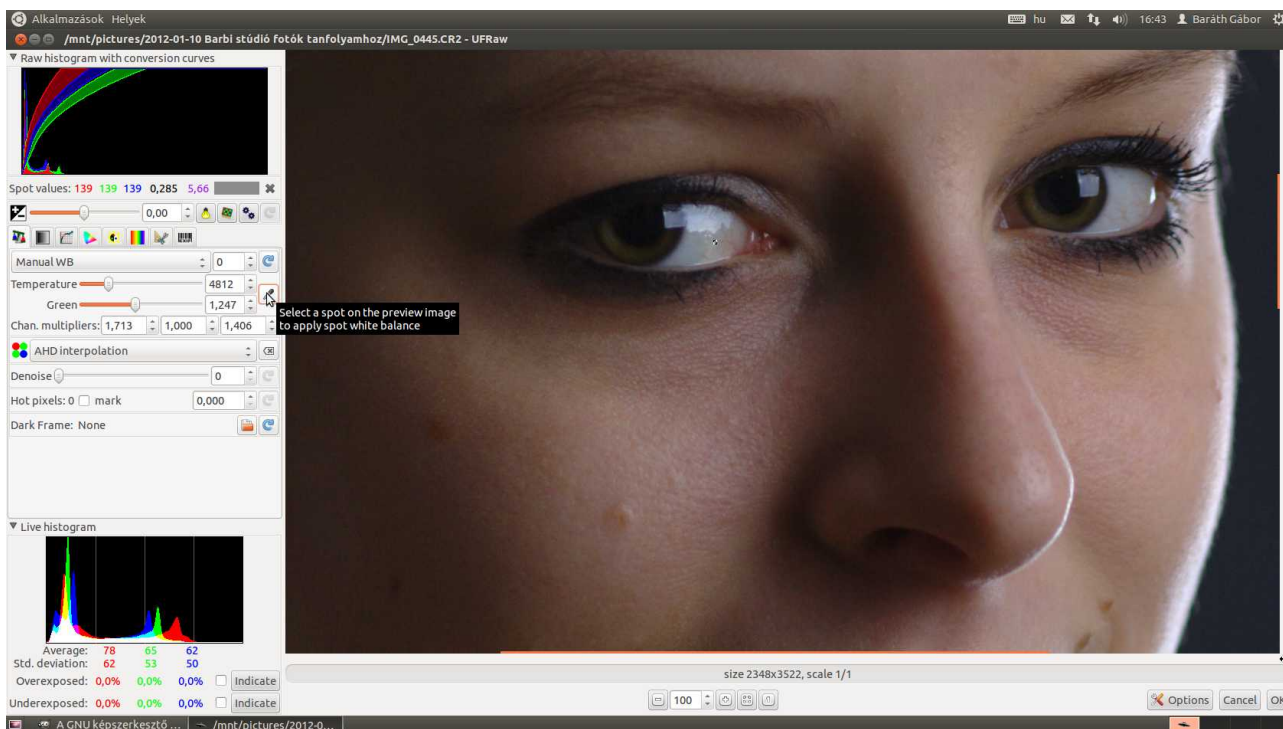 Alkalmazások Helyek hu 16:43 Baráth Gábor
/mnt/pictures/2012-01-10 Barbi stúdió fotók tanfolyamhoz/IMG_0445.CR2 - UFRaw
Raw histogram with conversion curves
Spot values: 139 139 139 0,285 5,66
0,00
Manual WB 0
Temperature 4812
Green 1,247
Select a spot on the preview image
to apply spot white balance
Chan. multipliers: 1,713 1,000 1,406
AHD interpolation
Denoise 0
Hot pixels: 0 mark 0,000
Dark Frame: None
Live histogram
Average: 78 65 62
Std. deviation: 62 53 50
Overexposed: 0,0% 0,0% 0,0% Indicate
Underexposed: 0,0% 0,0% 0,0% Indicate
size 2348x3522, scale 1/1
100 Options Cancel OK
A GNU képszerkesztő ... /mnt/pictures/2012-0...